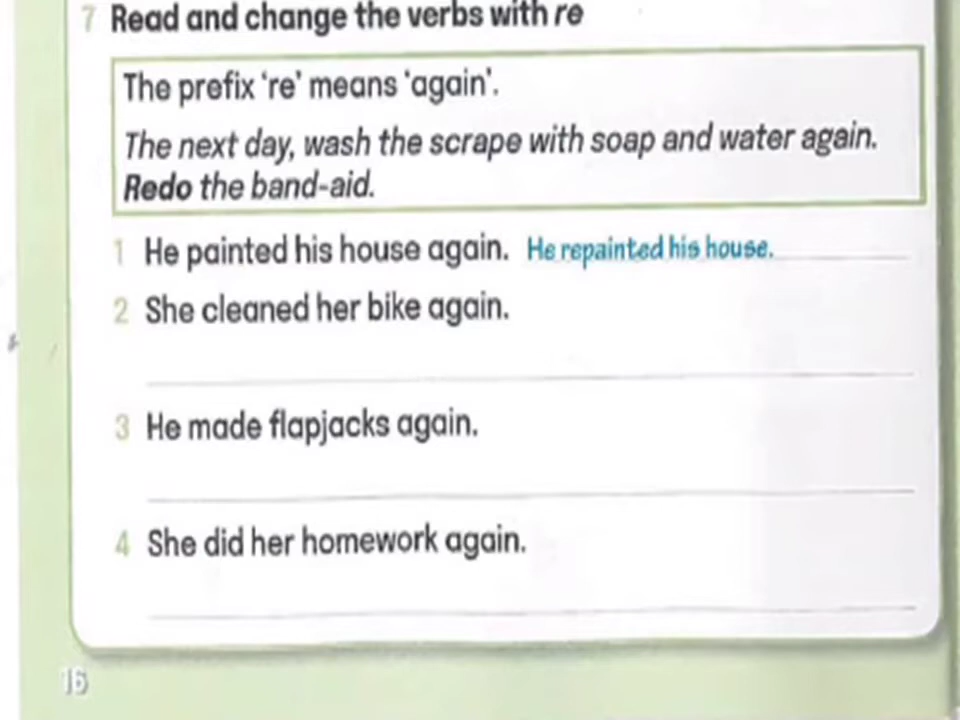 7 Read and change the verbs with re
The prefix 're' means 'again'.
The next day, wash the scrape with soap and water again.
Redo the band-aid.
1 He painted his house again. He repainted his house.
2 She cleaned her bike again.
3 He made flapjacks again.
4 She did her homework again.
16